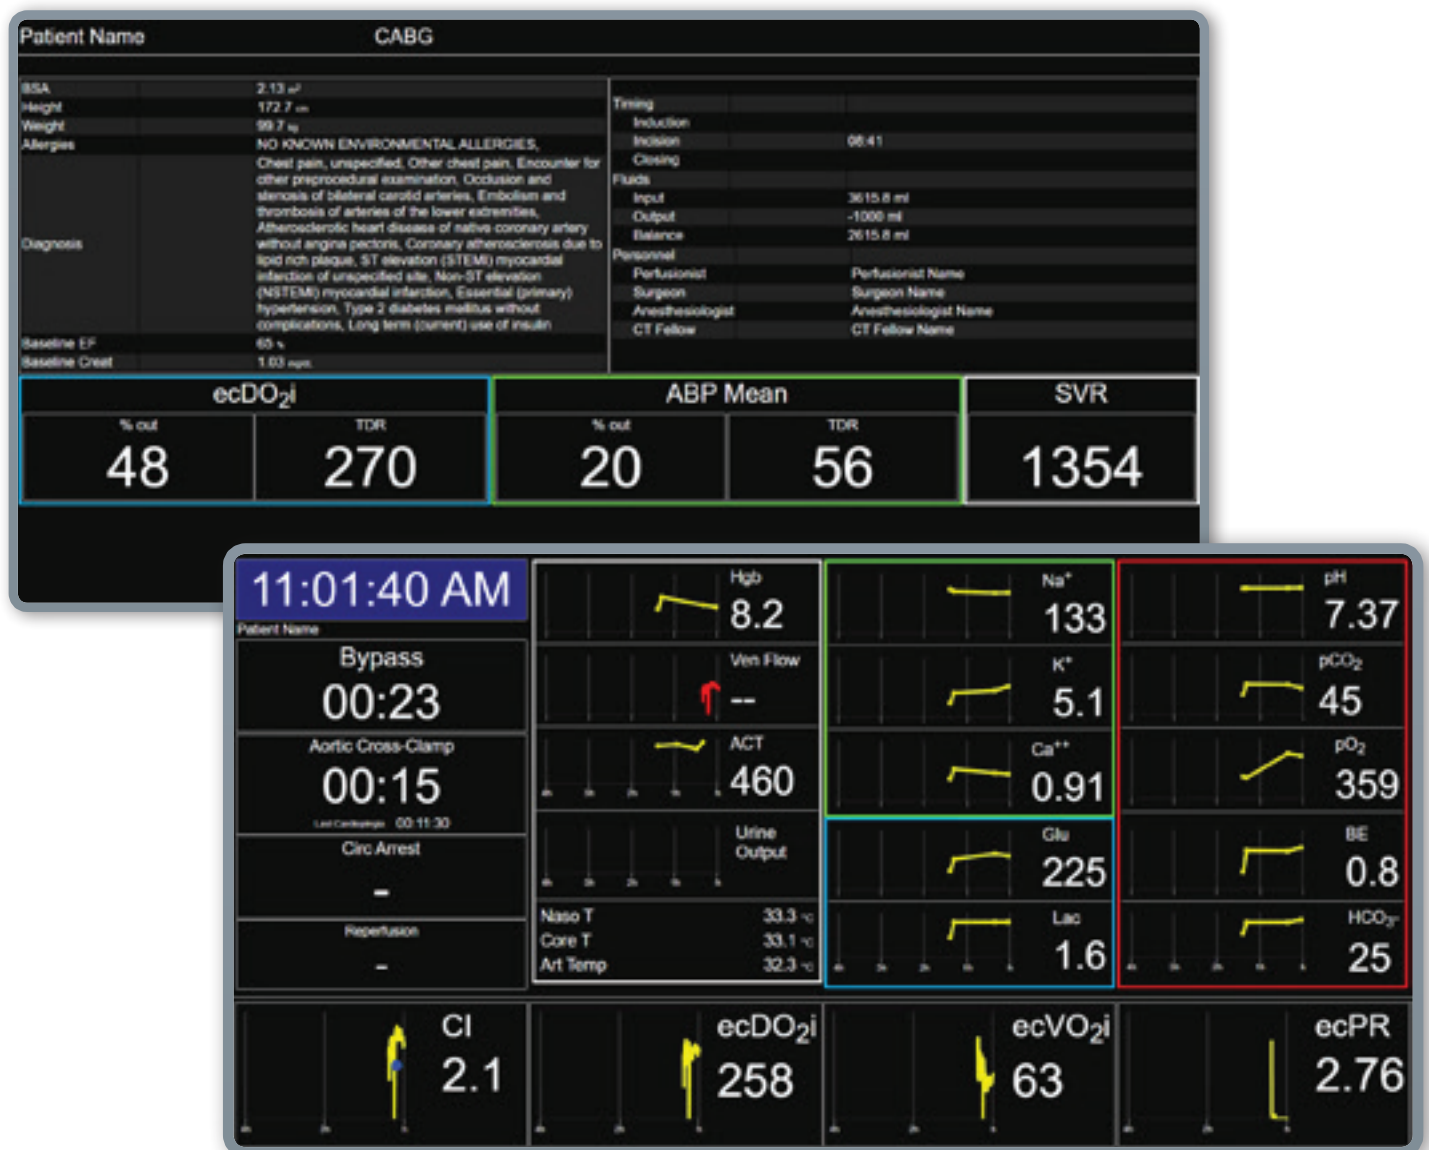 Patient Name CABG
BSA 2.13 m²
Height 172.7 cm
Weight 99.7 kg
Allergies NO KNOWN ENVIRONMENTAL ALLERGIES,
Chest pain, unspecified, Other chest pain, Encounter for
other preprocedural examination, Occlusion and
stenosis of bilateral carotid arteries, Embolism and
thrombosis of arteries of the lower extremities,
Atherosclerotic heart disease of native coronary artery
Diagnosis without angina pectoris, Coronary atherosclerosis due to
lipid rich plaque, ST elevation (STEMI) myocardial
infarction of unspecified site, Non-ST elevation
(NSTEMI) myocardial infarction, Essential (primary)
hypertension, Type 2 diabetes mellitus without
complications, Long term (current) use of insulin
Baseline EF 65 %
Baseline Creat 1.03
Timing
Induction
Incision 08:41
Closing
Fluids
Input 3615.8 ml
Output -1000 ml
Balance 2615.8 ml
Personnel
Perfusionist Perfusionist Name
Surgeon Surgeon Name
Anesthesiologist Anesthesiologist Name
CT Fellow CT Fellow Name
ecDO₂i ABP Mean SVR
% out TDR % out TDR
48 270 20 56 1354
11:01:40 AM
Patient Name
Bypass
00:23
Aortic Cross-Clamp
00:15
Last Cardioplegia 00:11:30
Circ Arrest
–
Reperfusion
–
Hgb
8.2
Ven Flow
--
ACT
460
Urine
Output
Naso T 33.3 °C
Core T 33.1 °C
Art Temp 32.3 °C
Na⁺
133
K⁺
5.1
Ca⁺⁺
0.91
Glu
225
Lac
1.6
pH
7.37
pCO₂
45
pO₂
359
BE
0.8
HCO₃-
25
CI
2.1
ecDO₂i
258
ecVO₂i
63
ecPR
2.76